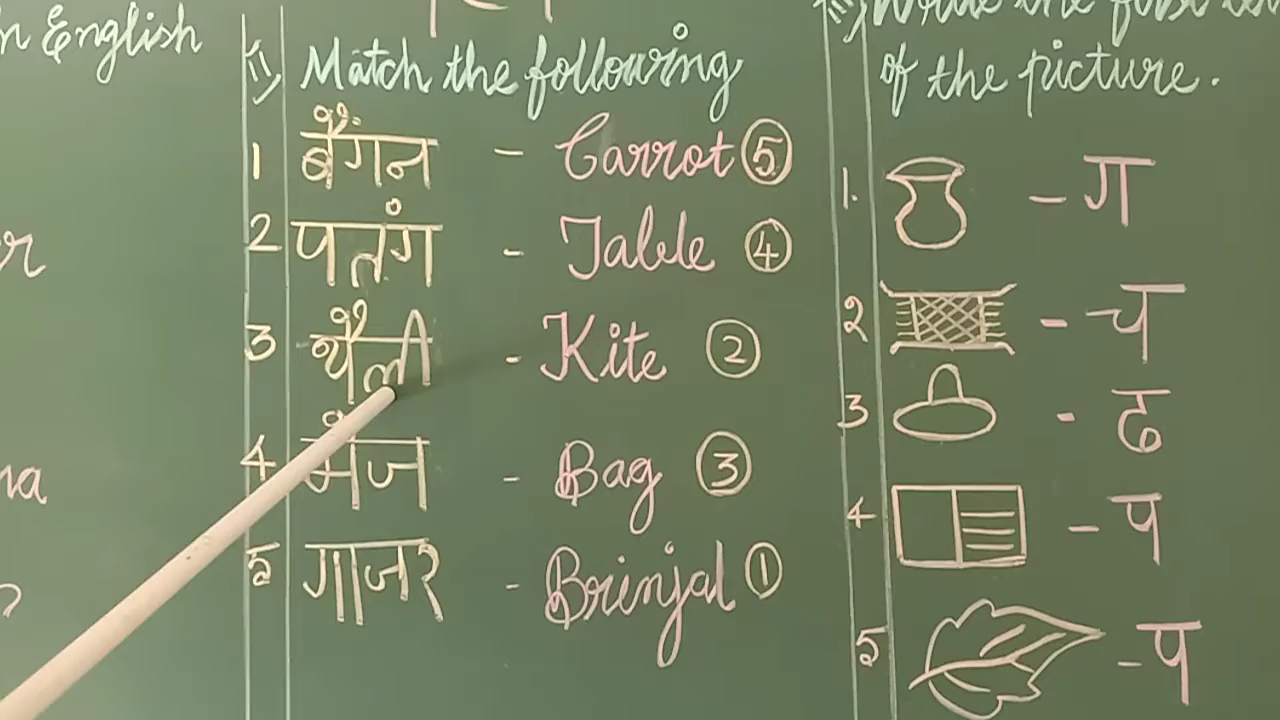 n English
II) Match the following
1 बैंगन - Carrot ⑤
2 पतंग - Table ④
3 थैली - Kite ②
4 मेज - Bag ③
5 गाजर - Brinjal ①
of the picture.
1. - ग
2 - च
3 - ढ
4 - प
5 - प